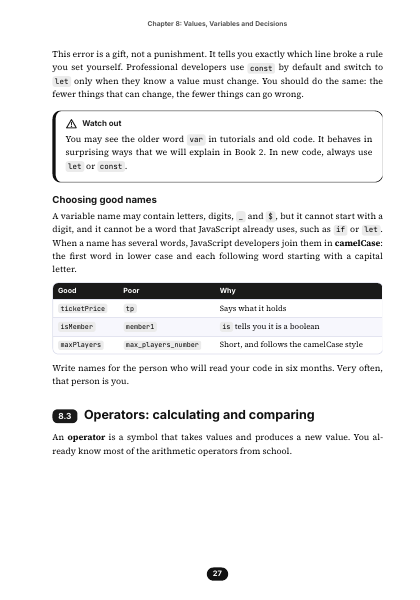 Chapter 8: Values, Variables and Decisions
This error is a gift, not a punishment. It tells you exactly which line broke a rule
you set yourself. Professional developers use const by default and switch to
let only when they know a value must change. You should do the same: the
fewer things that can change, the fewer things can go wrong.
Watch out
You may see the older word var in tutorials and old code. It behaves in
surprising ways that we will explain in Book 2. In new code, always use
let or const.
Choosing good names
A variable name may contain letters, digits, _ and $, but it cannot start with a
digit, and it cannot be a word that JavaScript already uses, such as if or let.
When a name has several words, JavaScript developers join them in camelCase:
the first word in lower case and each following word starting with a capital
letter.
Good Poor Why
ticketPrice tp Says what it holds
isMember member1 is tells you it is a boolean
maxPlayers max_players_number Short, and follows the camelCase style
Write names for the person who will read your code in six months. Very often,
that person is you.
8.3 Operators: calculating and comparing
An operator is a symbol that takes values and produces a new value. You al-
ready know most of the arithmetic operators from school.
27